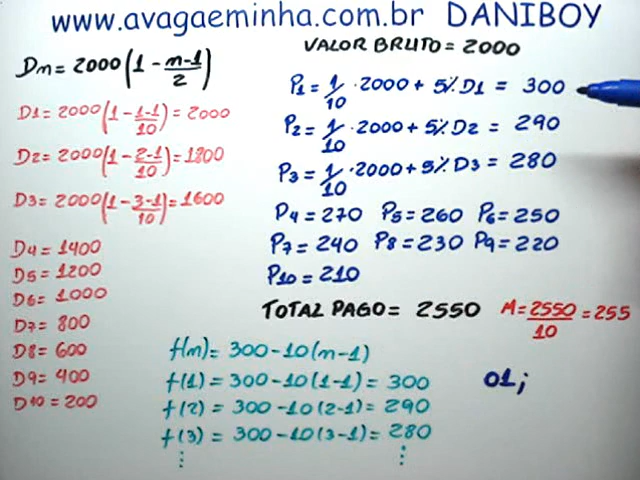 www.avagaeminha.com.br DANIBOY
VALOR BRUTO = 2000
Dn = 2000(1 - n-1/2)
D1 = 2000(1 - 1-1/10) = 2000
D2 = 2000(1 - 2-1/10) = 1800
D3 = 2000(1 - 3-1/10) = 1600
D4 = 1400
D5 = 1200
D6 = 1000
D7 = 800
D8 = 600
D9 = 400
D10 = 200
P1 = 1/10 · 2000 + 5% D1 = 300
P2 = 1/10 · 2000 + 5% D2 = 290
P3 = 1/10 · 2000 + 5% D3 = 280
P4 = 270 P5 = 260 P6 = 250
P7 = 240 P8 = 230 P9 = 220
P10 = 210
TOTAL PAGO = 2550 M = 2550/10 = 255
f(n) = 300 - 10(n-1)
f(1) = 300 - 10(1-1) = 300
f(2) = 300 - 10(2-1) = 290
f(3) = 300 - 10(3-1) = 280
⋮ ⋮
01;